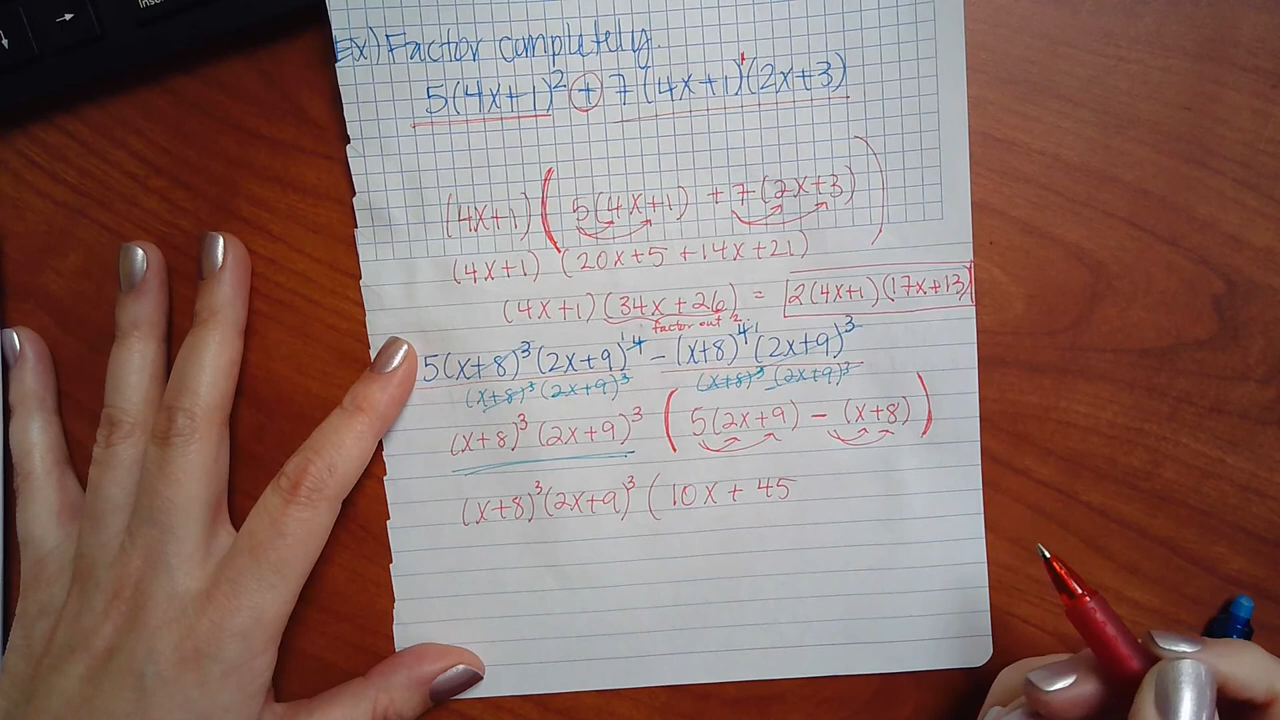 Ex) Factor completely.
5(4x+1)² + 7(4x+1)¹(2x+3)
(4x+1)(5(4x+1) + 7(2x+3))
(4x+1) (20x+5 +14x+21)
(4x+1)(34x+26) = 2(4x+1)(17x+13)
factor out 2.
5(x+8)³(2x+9)⁴ − (x+8)⁴(2x+9)³
(x+8)³(2x+9)³ (x+8)³(2x+9)³
(x+8)³(2x+9)³ (5(2x+9) − (x+8))
(x+8)³(2x+9)³ (10x + 45